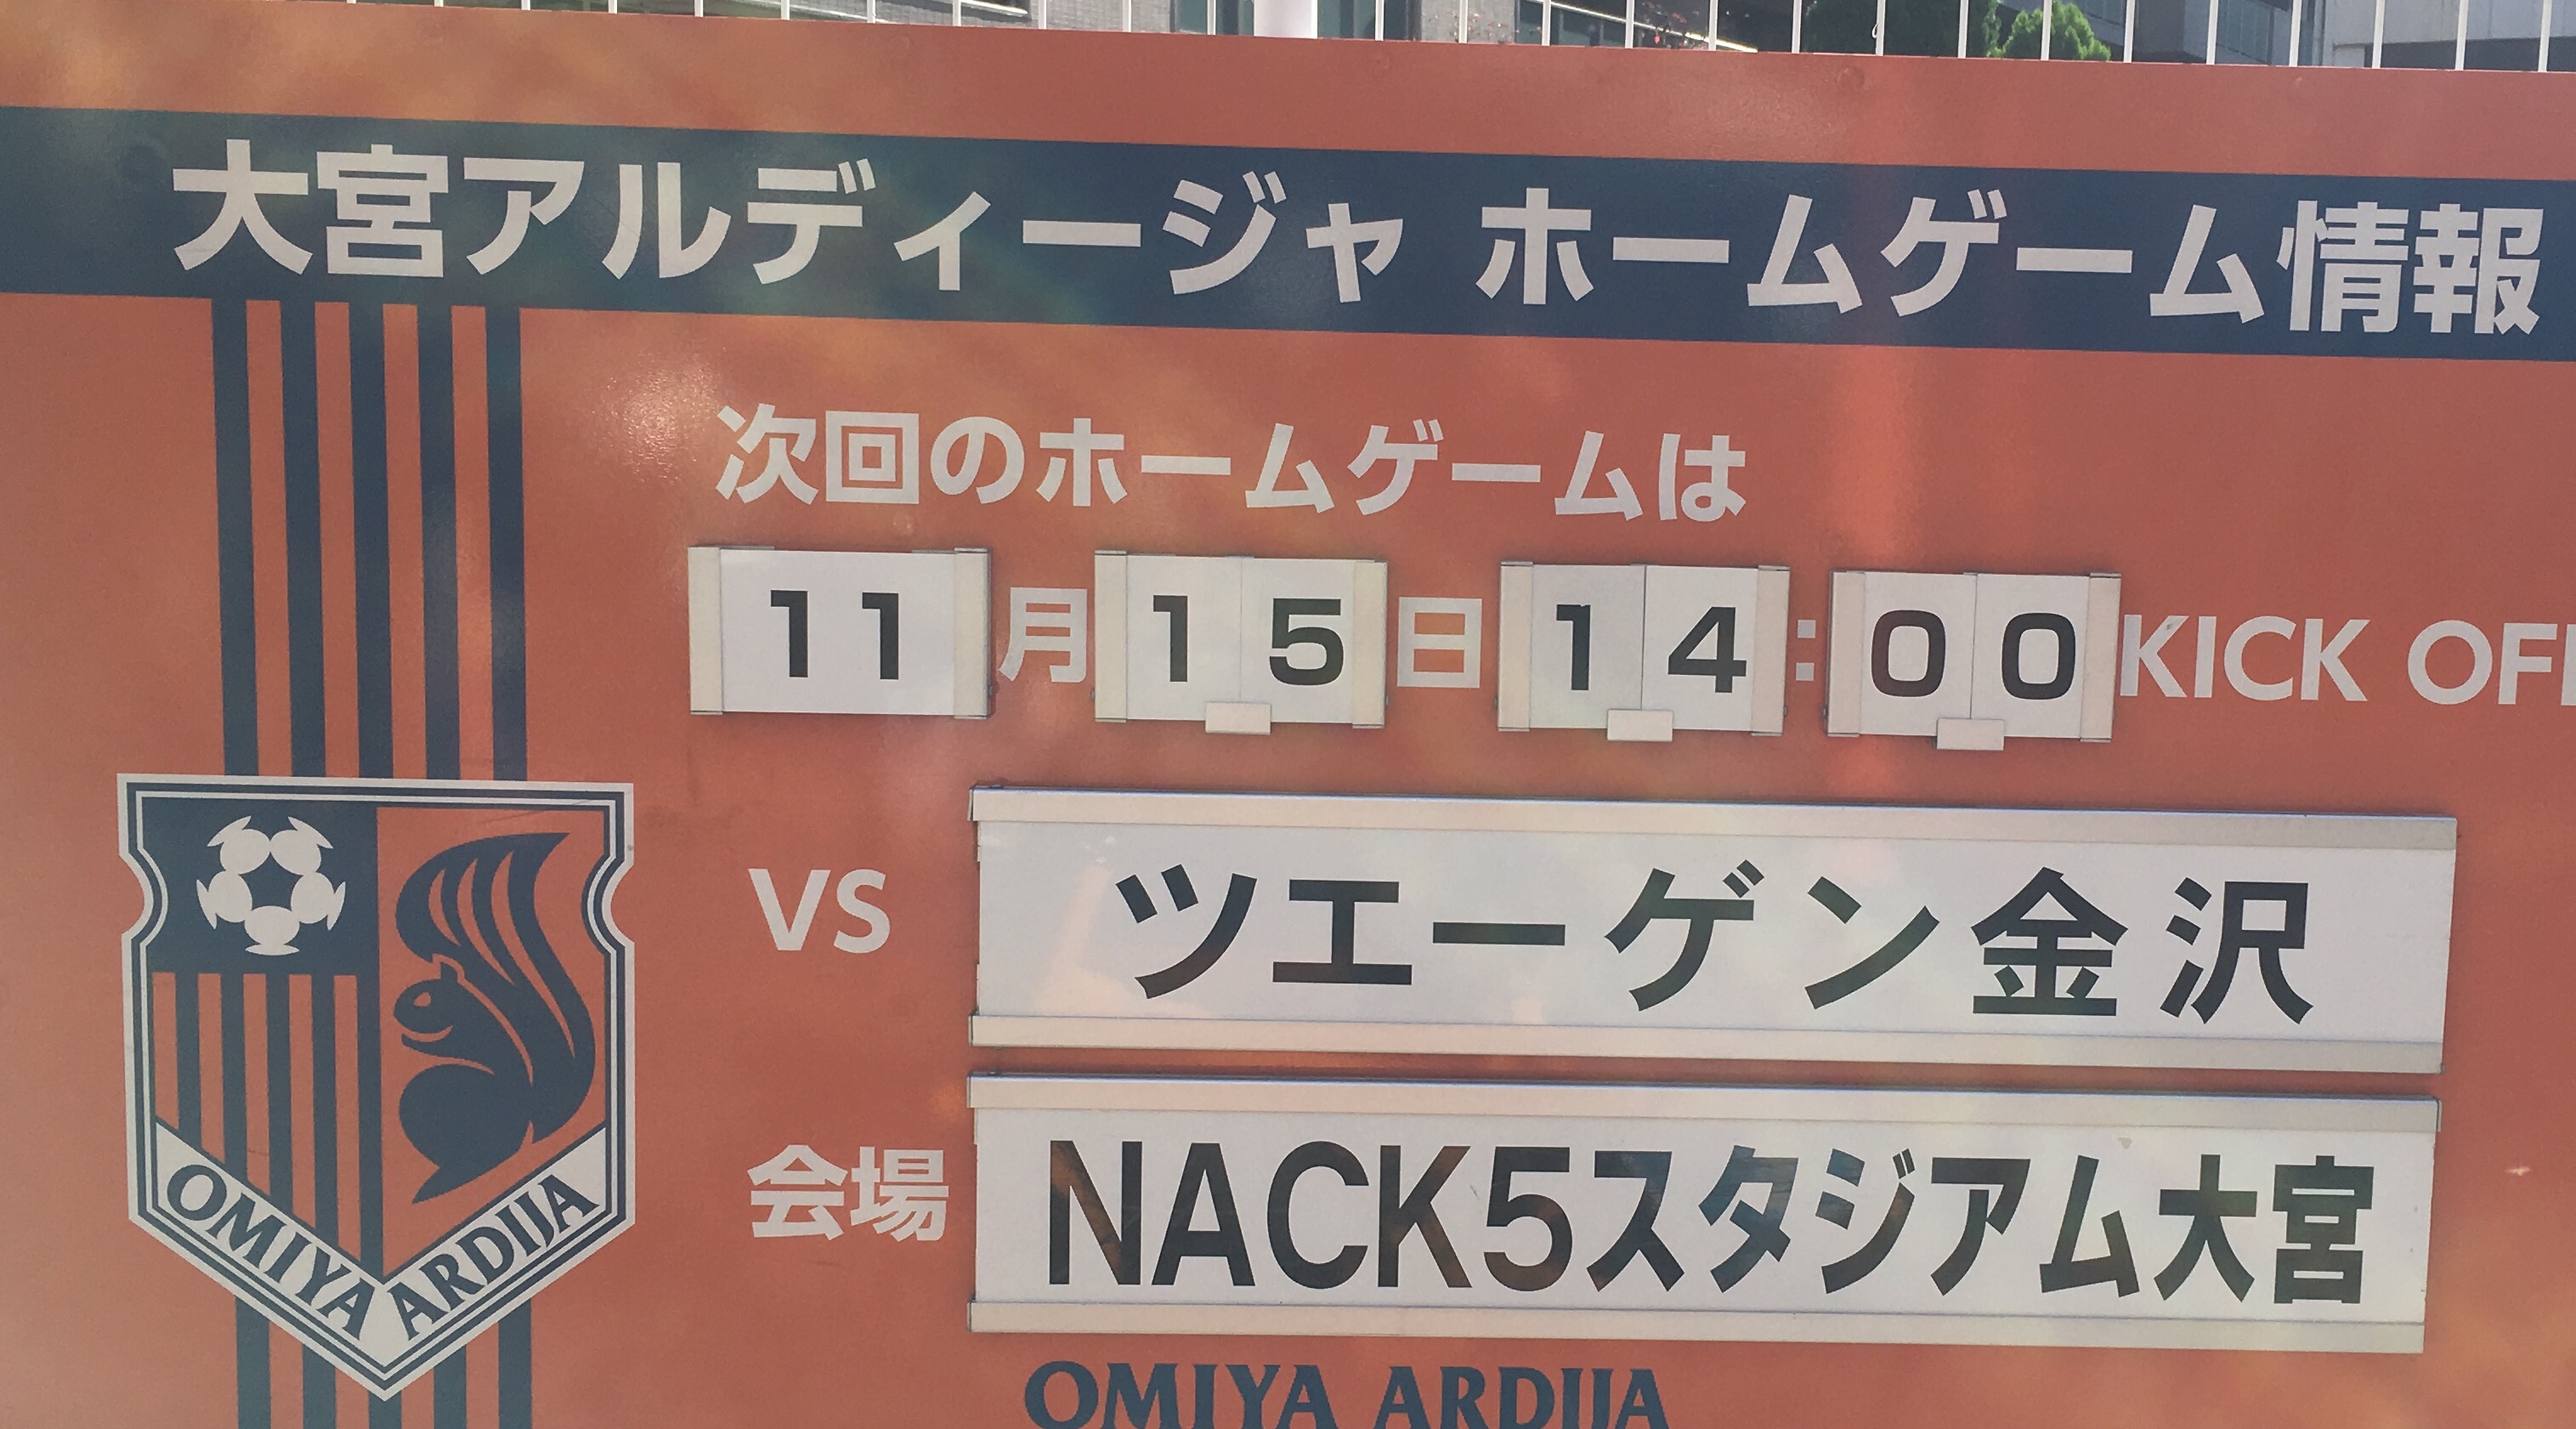 大宮アルディージャ ホームゲーム情報
次回のホームゲームは
11月15日14:00KICK OFF
VS ツエーゲン金沢
会場 NACK5スタジアム大宮
OMIYA ARDIJA
OMIYA ARDIJA